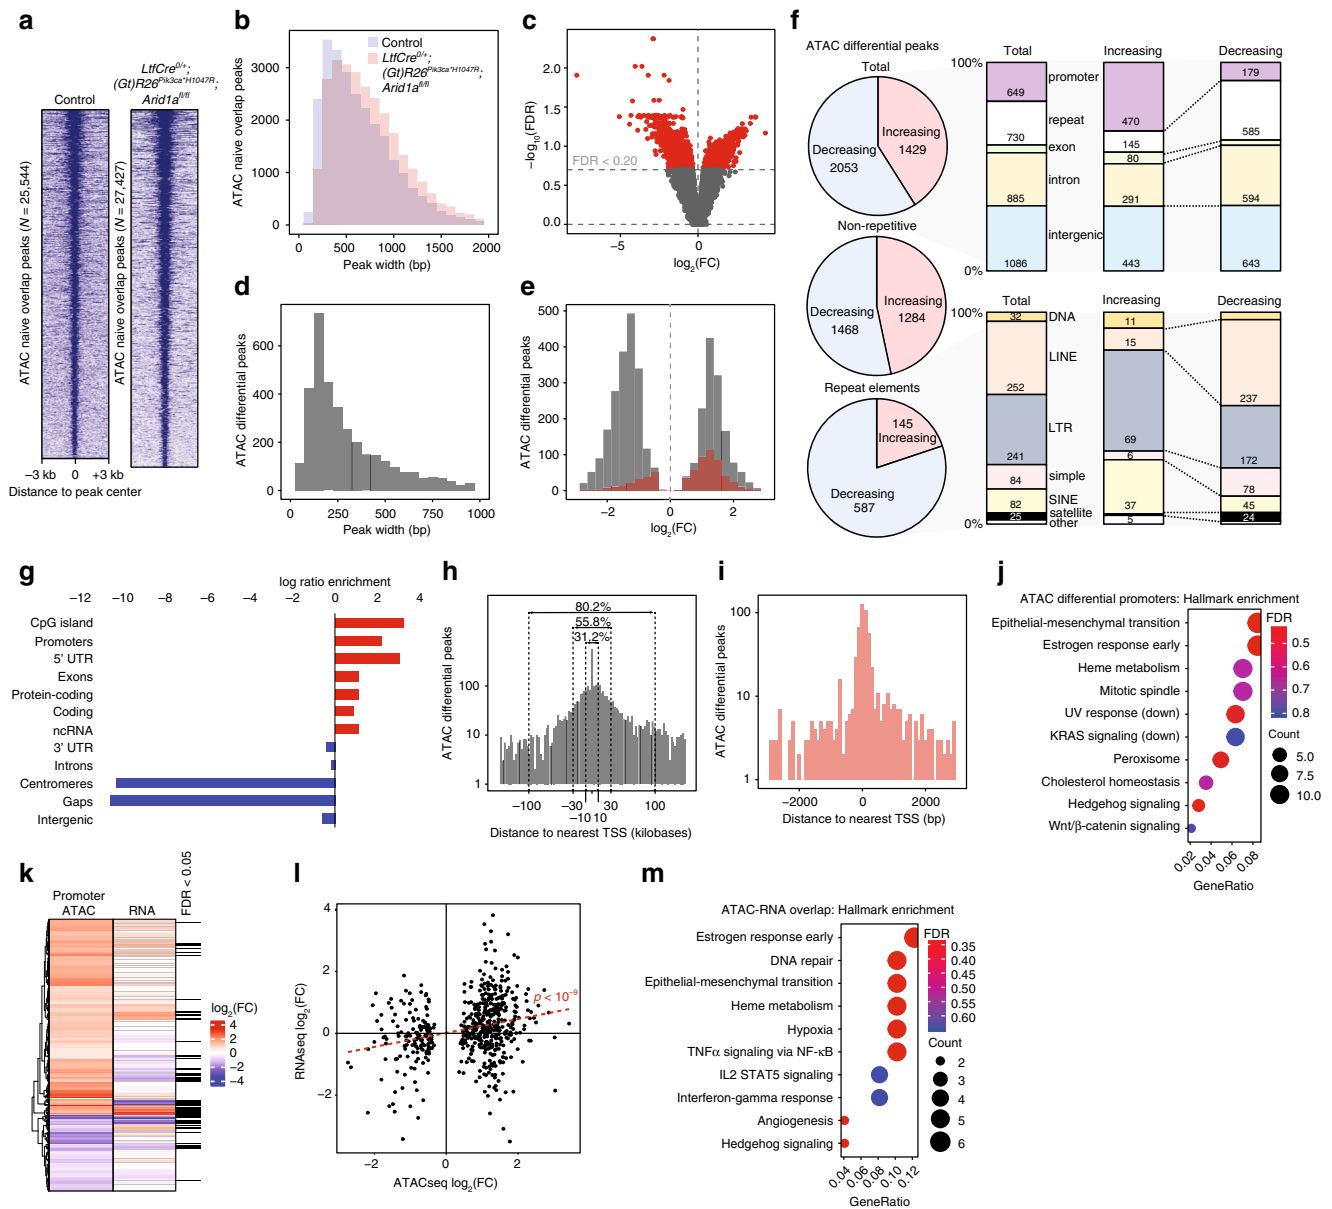 a
Control
LtfCre0/+;
(Gt)R26Pik3ca*H1047R;
Arid1afl/fl
ATAC naive overlap peaks (N = 25,544)
ATAC naive overlap peaks (N = 27,427)
−3 kb 0 +3 kb
Distance to peak center
b
ATAC naive overlap peaks
3000
2000
1000
0
Control
LtfCre0/+;
(Gt)R26Pik3ca*H1047R;
Arid1afl/fl
0 500 1000 1500 2000
Peak width (bp)
c
−log10(FDR)
2.0
1.5
1.0
0.5
0.0
FDR < 0.20
−5 0
log2(FC)
d
ATAC differential peaks
600
400
200
0
0 250 500 750 1000
Peak width (bp)
e
ATAC differential peaks
500
400
300
200
100
0
−2 0 2
log2(FC)
f
ATAC differential peaks
Total
Increasing
1429
Decreasing
2053
Non-repetitive
Increasing
1284
Decreasing
1468
Repeat elements
145
Increasing
Decreasing
587
Total Increasing Decreasing
100%
0%
649
730
885
1086
promoter
repeat
exon
intron
intergenic
470
145
80
291
443
179
585
594
643
Total Increasing Decreasing
100%
0%
32
252
241
84
82
25
DNA
LINE
LTR
simple
SINE
satellite
other
11
15
69
6
37
5
237
172
78
45
24
g
log ratio enrichment
−12 −10 −8 −6 −4 −2 0 2 4
CpG island
Promoters
5' UTR
Exons
Protein-coding
Coding
ncRNA
3' UTR
Introns
Centromeres
Gaps
Intergenic
h
ATAC differential peaks
80.2%
55.8%
31.2%
100
10
1
−100 −30 30 100
−10 10
Distance to nearest TSS (kilobases)
i
ATAC differential peaks
100
10
1
−2000 0 2000
Distance to nearest TSS (bp)
j
ATAC differential promoters: Hallmark enrichment
Epithelial-mesenchymal transition
Estrogen response early
Heme metabolism
Mitotic spindle
UV response (down)
KRAS signaling (down)
Peroxisome
Cholesterol homeostasis
Hedgehog signaling
Wnt/β-catenin signaling
0.02 0.04 0.06 0.08
GeneRatio
FDR
0.5
0.6
0.7
0.8
Count
5.0
7.5
10.0
k
Promoter
ATAC
RNA
FDR < 0.05
log2(FC)
4
2
0
−2
−4
l
RNAseq log2(FC)
4
2
0
−2
p < 10−9
−2 0 2
ATACseq log2(FC)
m
ATAC-RNA overlap: Hallmark enrichment
Estrogen response early
DNA repair
Epithelial-mesenchymal transition
Heme metabolism
Hypoxia
TNFα signaling via NF-κB
IL2 STAT5 signaling
Interferon-gamma response
Angiogenesis
Hedgehog signaling
0.04 0.06 0.08 0.10 0.12
GeneRatio
FDR
0.35
0.40
0.45
0.50
0.55
0.60
Count
2
3
4
5
6